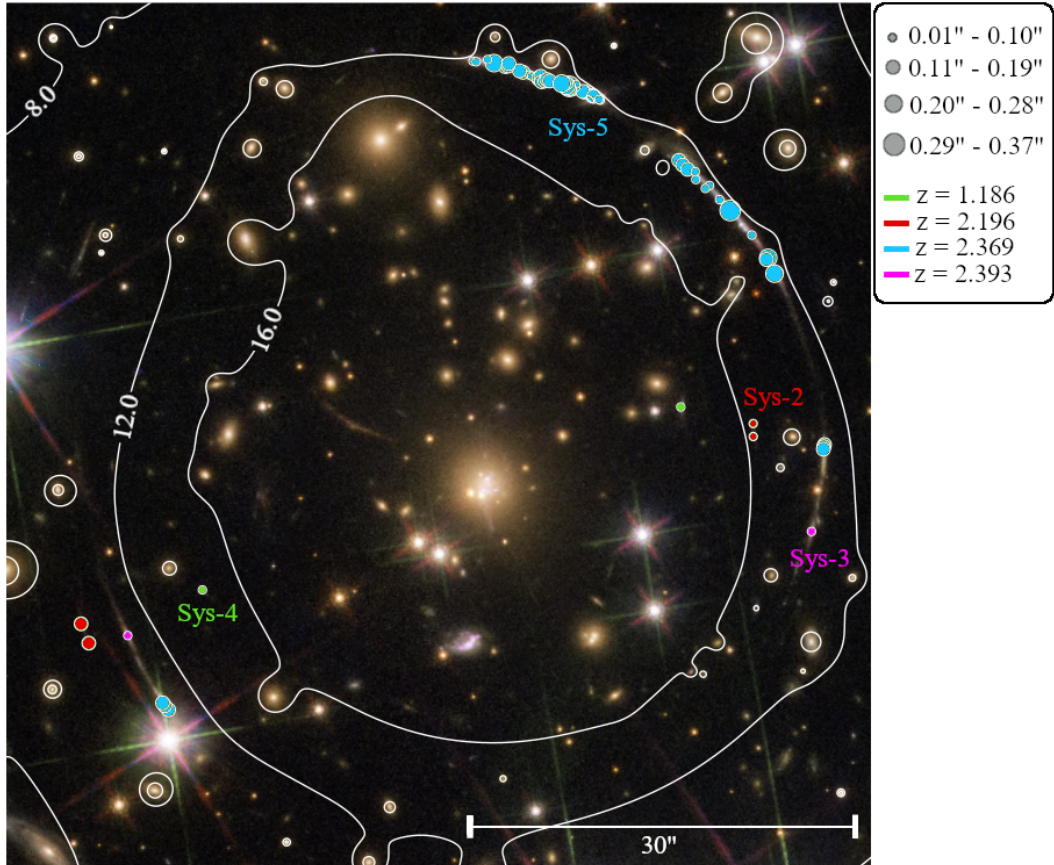 8.0
Sys-5
16.0
12.0
Sys-2
Sys-3
Sys-4
30"
0.01" - 0.10"
0.11" - 0.19"
0.20" - 0.28"
0.29" - 0.37"
z = 1.186
z = 2.196
z = 2.369
z = 2.393